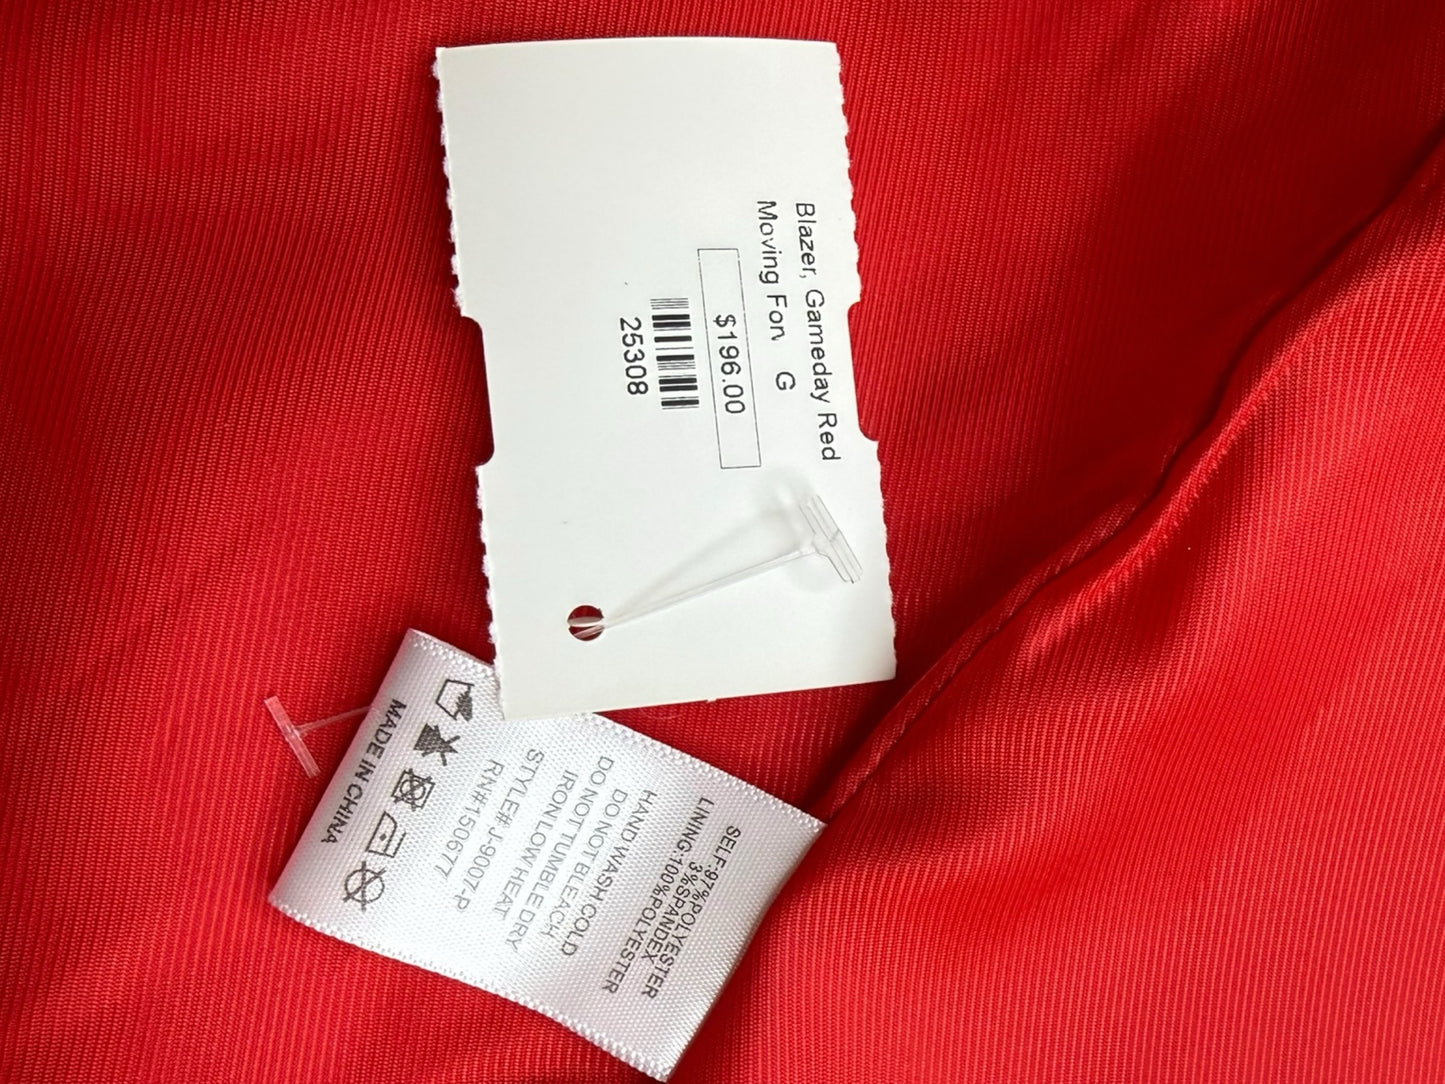 Blazer, Gameday Red
Moving For G
$196.00
25308
SELF:97%POLYESTER
3%SPANDEX
LINING:100%POLYESTER
HAND WASH COLD
DO NOT BLEACH
DO NOT TUMBLE DRY
IRON LOW HEAT
STYLE#:J-9007-P
RN#150677
MADE IN CHINA